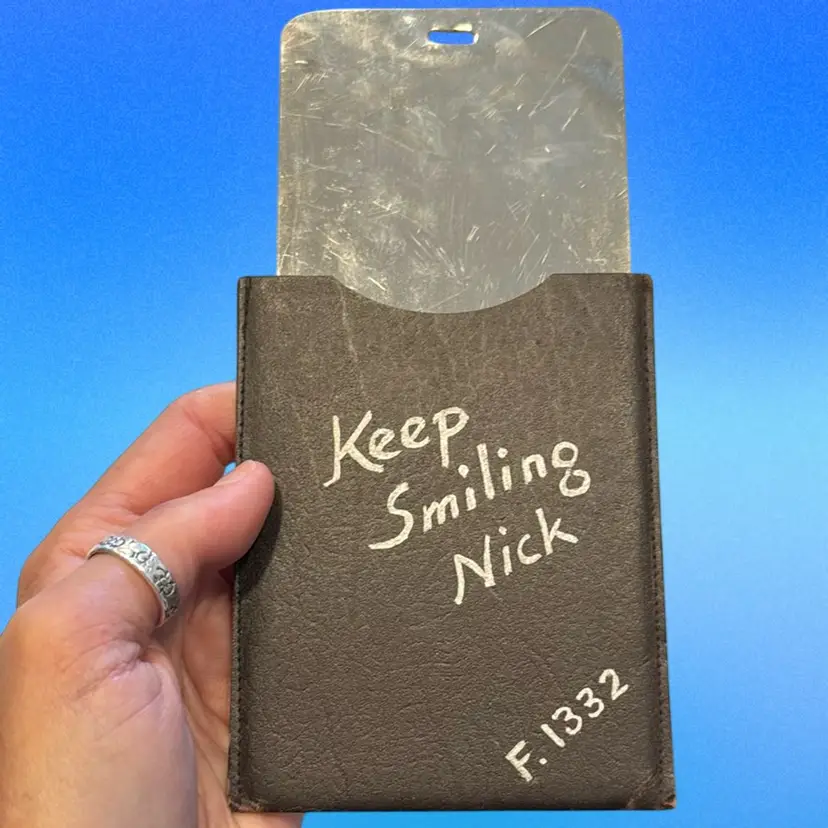 Keep
Smiling
Nick
F.1332